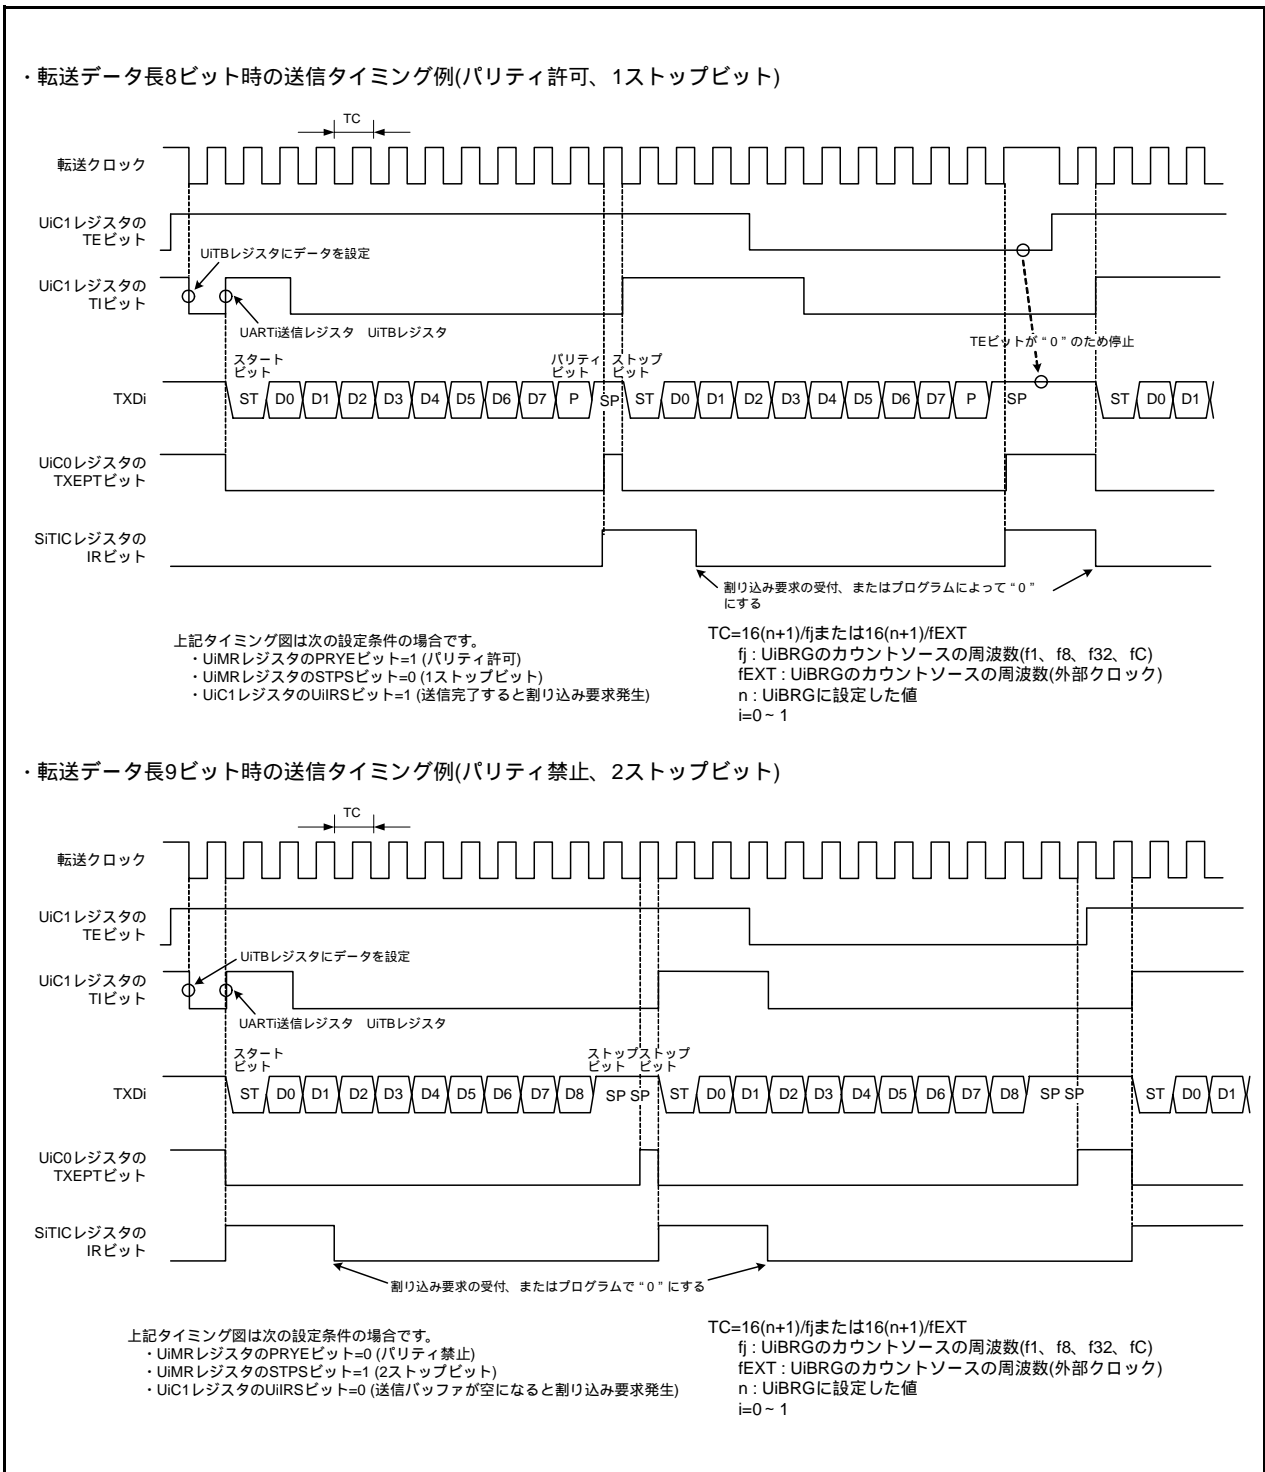 ・転送データ長8ビット時の送信タイミング例(パリティ許可、1ストップビット)
TC
転送クロック
UiC1レジスタの
TEビット
UiTBレジスタにデータを設定
UiC1レジスタの
TIビット
UARTi送信レジスタ　UiTBレジスタ
TEビットが“0”のため停止
スタート
ビット
パリティ
ビット
ストップ
ビット
TXDi
ST D0 D1 D2 D3 D4 D5 D6 D7 P SP ST D0 D1 D2 D3 D4 D5 D6 D7 P SP ST D0 D1
UiC0レジスタの
TXEPTビット
SiTICレジスタの
IRビット
割り込み要求の受付、またはプログラムによって“0”
にする
上記タイミング図は次の設定条件の場合です。
・UiMRレジスタのPRYEビット=1 (パリティ許可)
・UiMRレジスタのSTPSビット=0 (1ストップビット)
・UiC1レジスタのUiIRSビット=1 (送信完了すると割り込み要求発生)
TC=16(n+1)/fjまたは16(n+1)/fEXT
fj : UiBRGのカウントソースの周波数(f1、f8、f32、fC)
fEXT : UiBRGのカウントソースの周波数(外部クロック)
n : UiBRGに設定した値
i=0~1
・転送データ長9ビット時の送信タイミング例(パリティ禁止、2ストップビット)
TC
転送クロック
UiC1レジスタの
TEビット
UiTBレジスタにデータを設定
UiC1レジスタの
TIビット
UARTi送信レジスタ　UiTBレジスタ
スタート
ビット
ストップ
ビット
ストップ
ビット
TXDi
ST D0 D1 D2 D3 D4 D5 D6 D7 D8 SP SP ST D0 D1 D2 D3 D4 D5 D6 D7 D8 SP SP ST D0 D1
UiC0レジスタの
TXEPTビット
SiTICレジスタの
IRビット
割り込み要求の受付、またはプログラムで“0”にする
上記タイミング図は次の設定条件の場合です。
・UiMRレジスタのPRYEビット=0 (パリティ禁止)
・UiMRレジスタのSTPSビット=1 (2ストップビット)
・UiC1レジスタのUiIRSビット=0 (送信バッファが空になると割り込み要求発生)
TC=16(n+1)/fjまたは16(n+1)/fEXT
fj : UiBRGのカウントソースの周波数(f1、f8、f32、fC)
fEXT : UiBRGのカウントソースの周波数(外部クロック)
n : UiBRGに設定した値
i=0~1